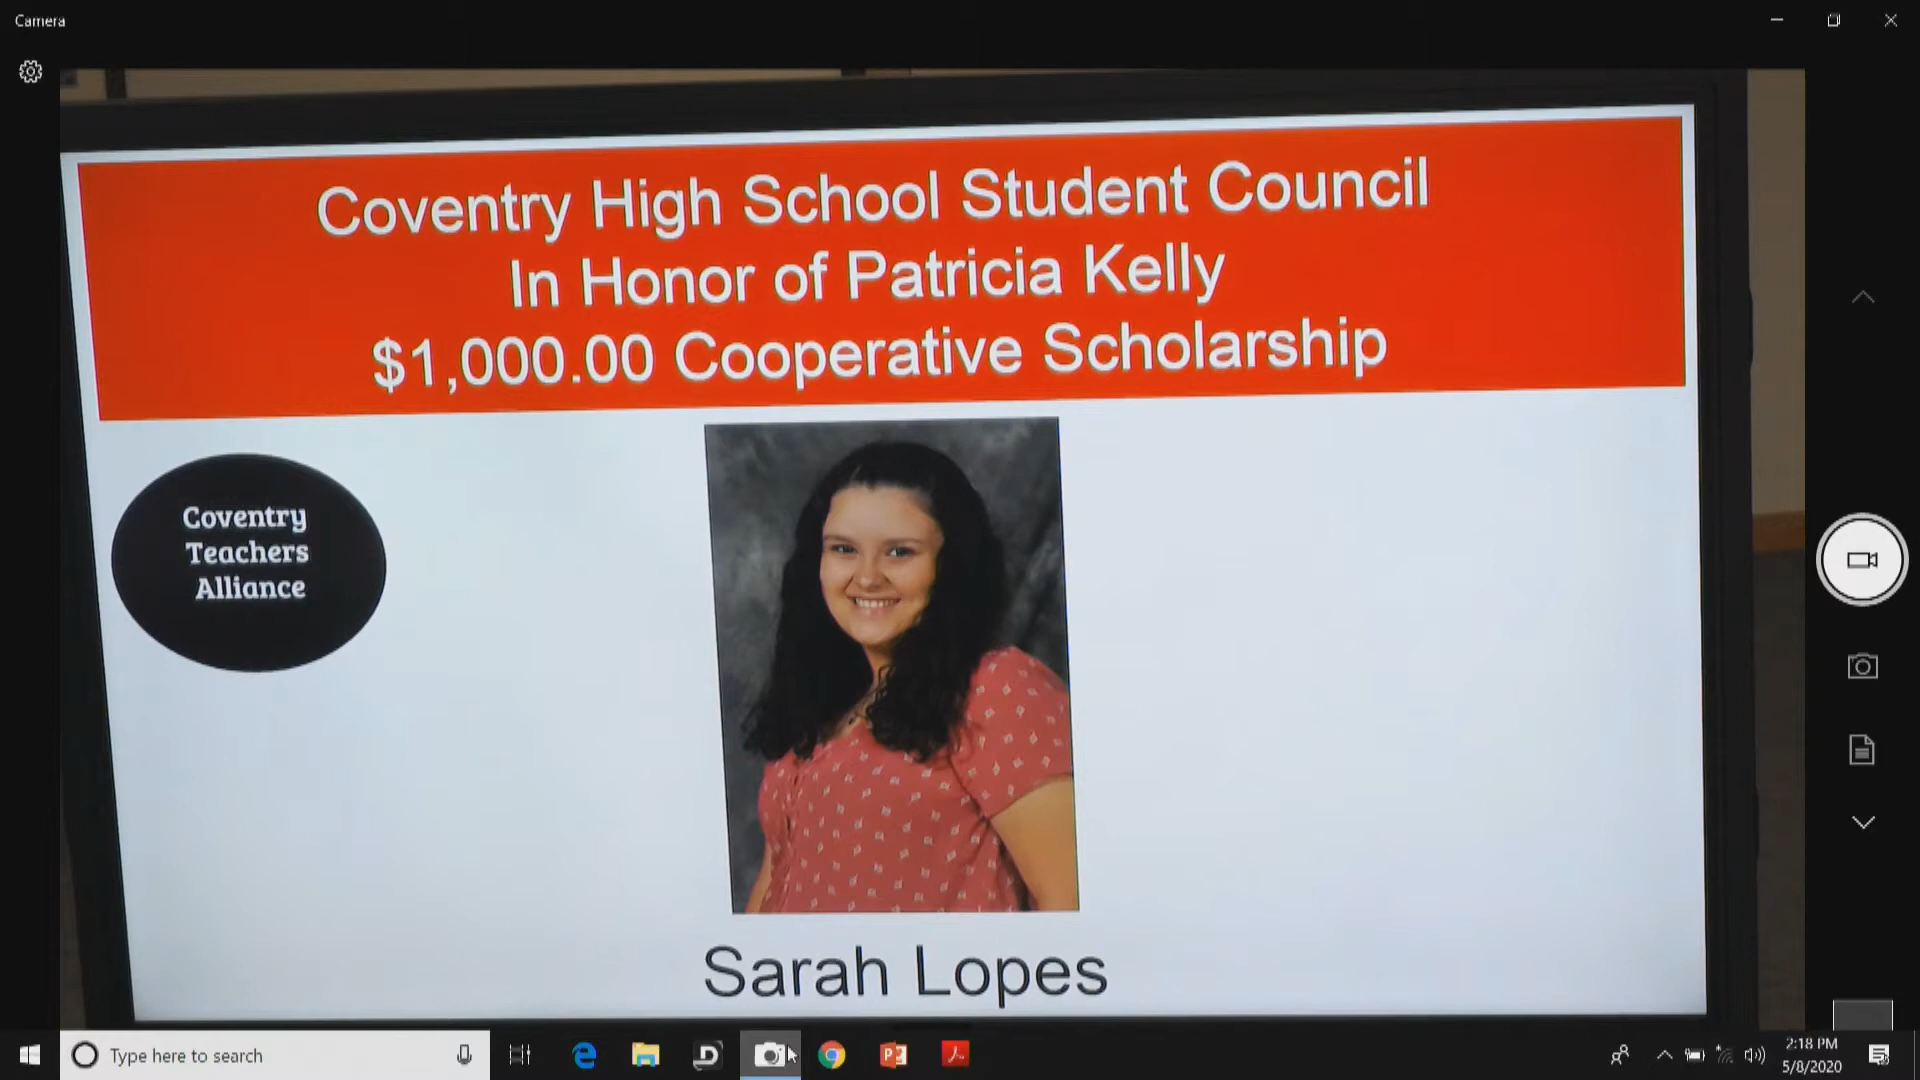 Camera
Coventry High School Student Council
In Honor of Patricia Kelly
$1,000.00 Cooperative Scholarship
Coventry
Teachers
Alliance
Sarah Lopes
Type here to search
2:18 PM
5/8/2020